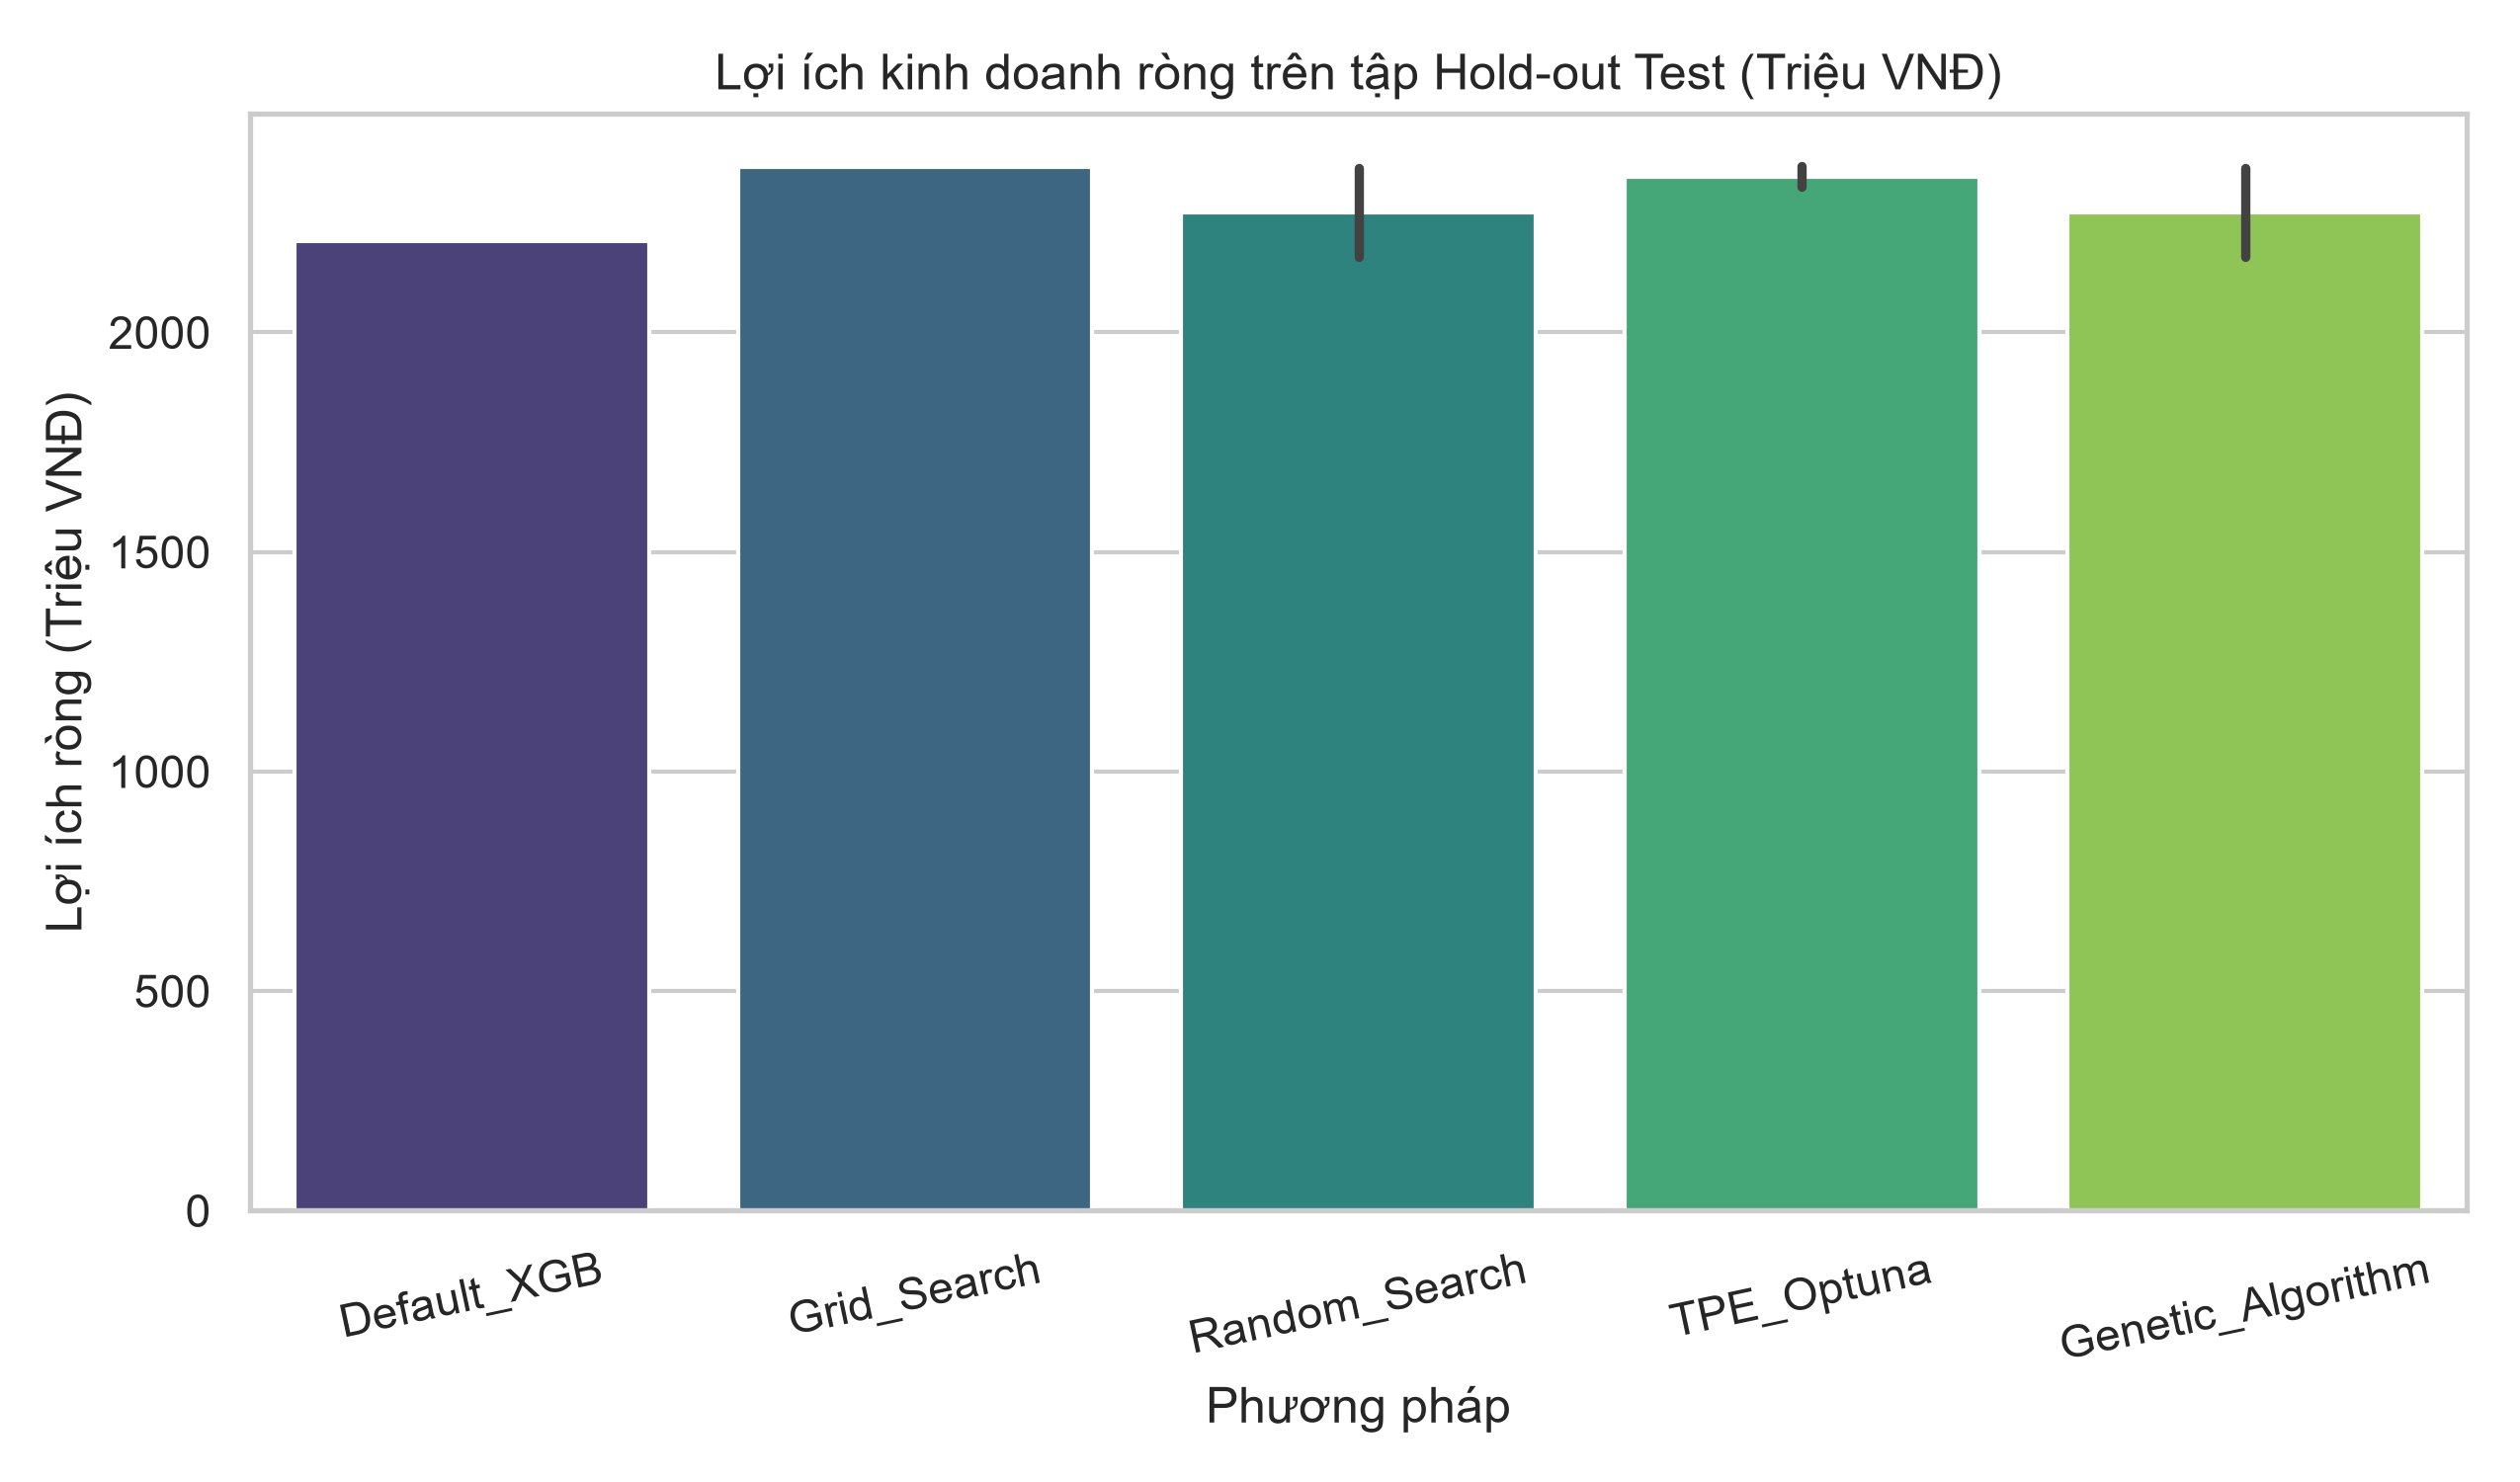 Lợi ích kinh doanh ròng trên tập Hold-out Test (Triệu VND)
Lợi ích ròng (Triệu VNĐ)
2000
1500
1000
500
0
Default_XGB
Grid_Search
Random_Search
TPE_Optuna
Genetic_Algorithm
Phương pháp